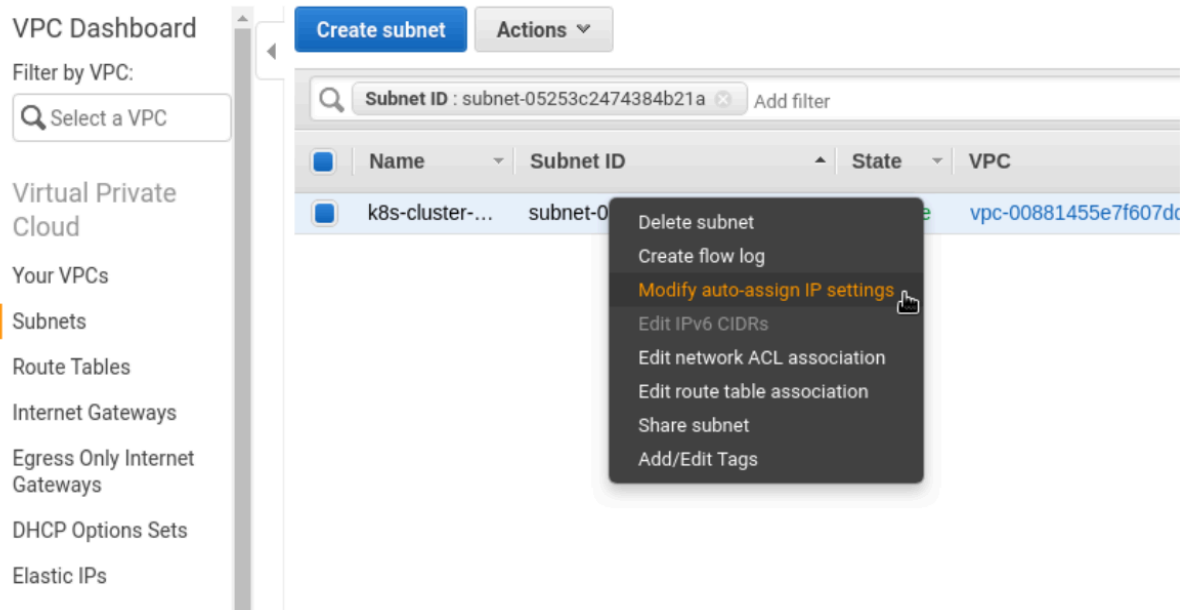 VPC Dashboard
Filter by VPC:
Select a VPC
Virtual Private
Cloud
Your VPCs
Subnets
Route Tables
Internet Gateways
Egress Only Internet
Gateways
DHCP Options Sets
Elastic IPs
Create subnet Actions
Subnet ID : subnet-05253c2474384b21a Add filter
Name Subnet ID State VPC
k8s-cluster-... subnet-0 e vpc-00881455e7f607dc
Delete subnet
Create flow log
Modify auto-assign IP settings
Edit IPv6 CIDRs
Edit network ACL association
Edit route table association
Share subnet
Add/Edit Tags